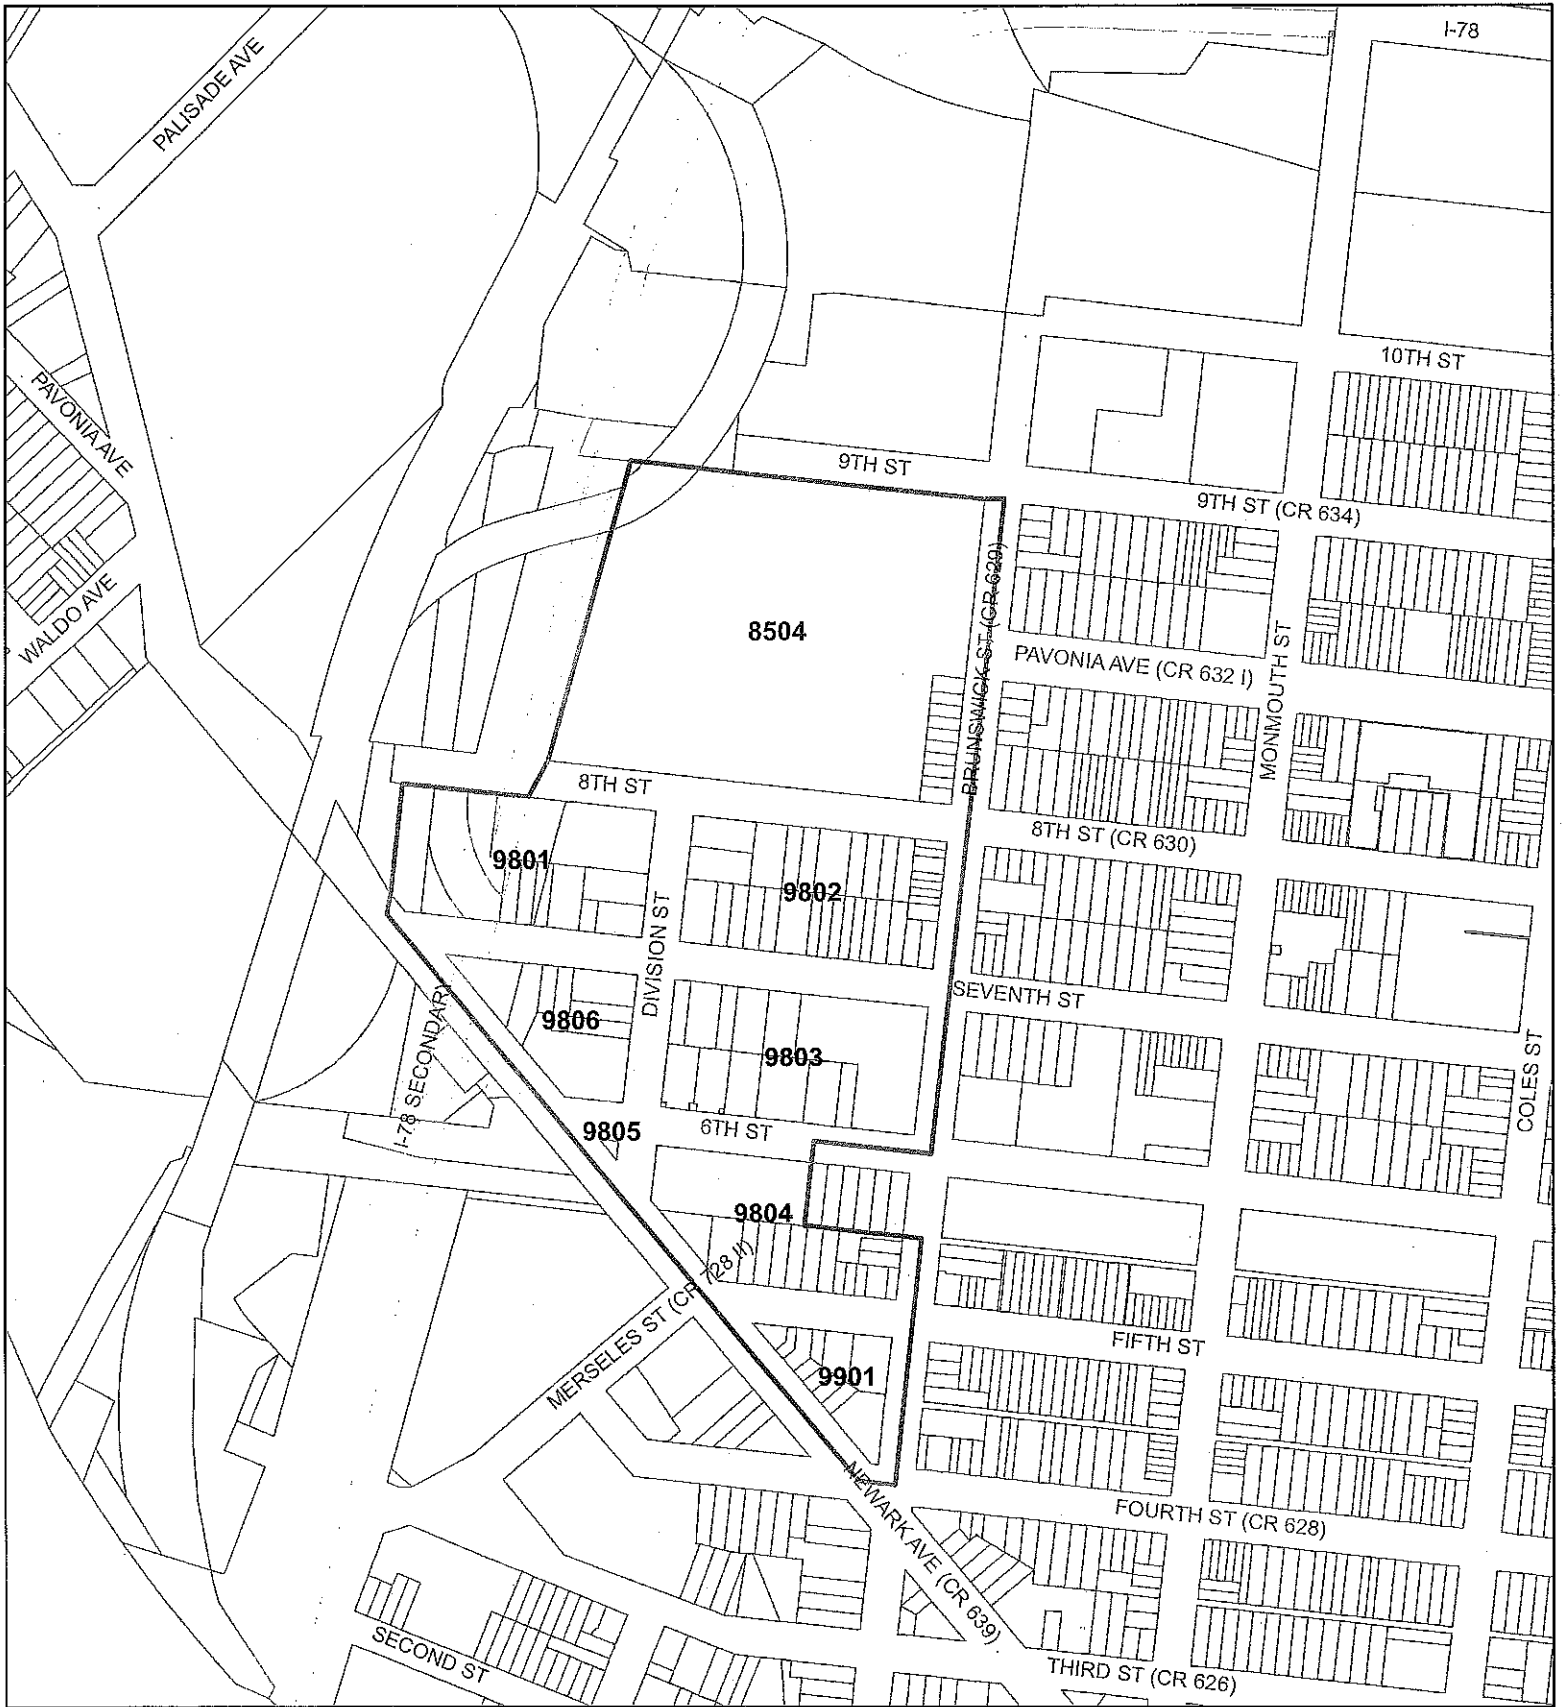 I-78
PALISADE AVE
10TH ST
PAVONIA AVE
9TH ST
9TH ST (CR 634)
WALDO AVE
8504
BRUNSWICK ST (CR 629)
PAVONIA AVE (CR 632 I)
MONMOUTH ST
8TH ST
8TH ST (CR 630)
9801
9802
DIVISION ST
SEVENTH ST
I-78 SECONDARY
9806
9803
COLES ST
9805
6TH ST
9804
MERSELES ST (CR 728 II)
FIFTH ST
9901
NEWARK AVE (CR 639)
FOURTH ST (CR 628)
SECOND ST
THIRD ST (CR 626)